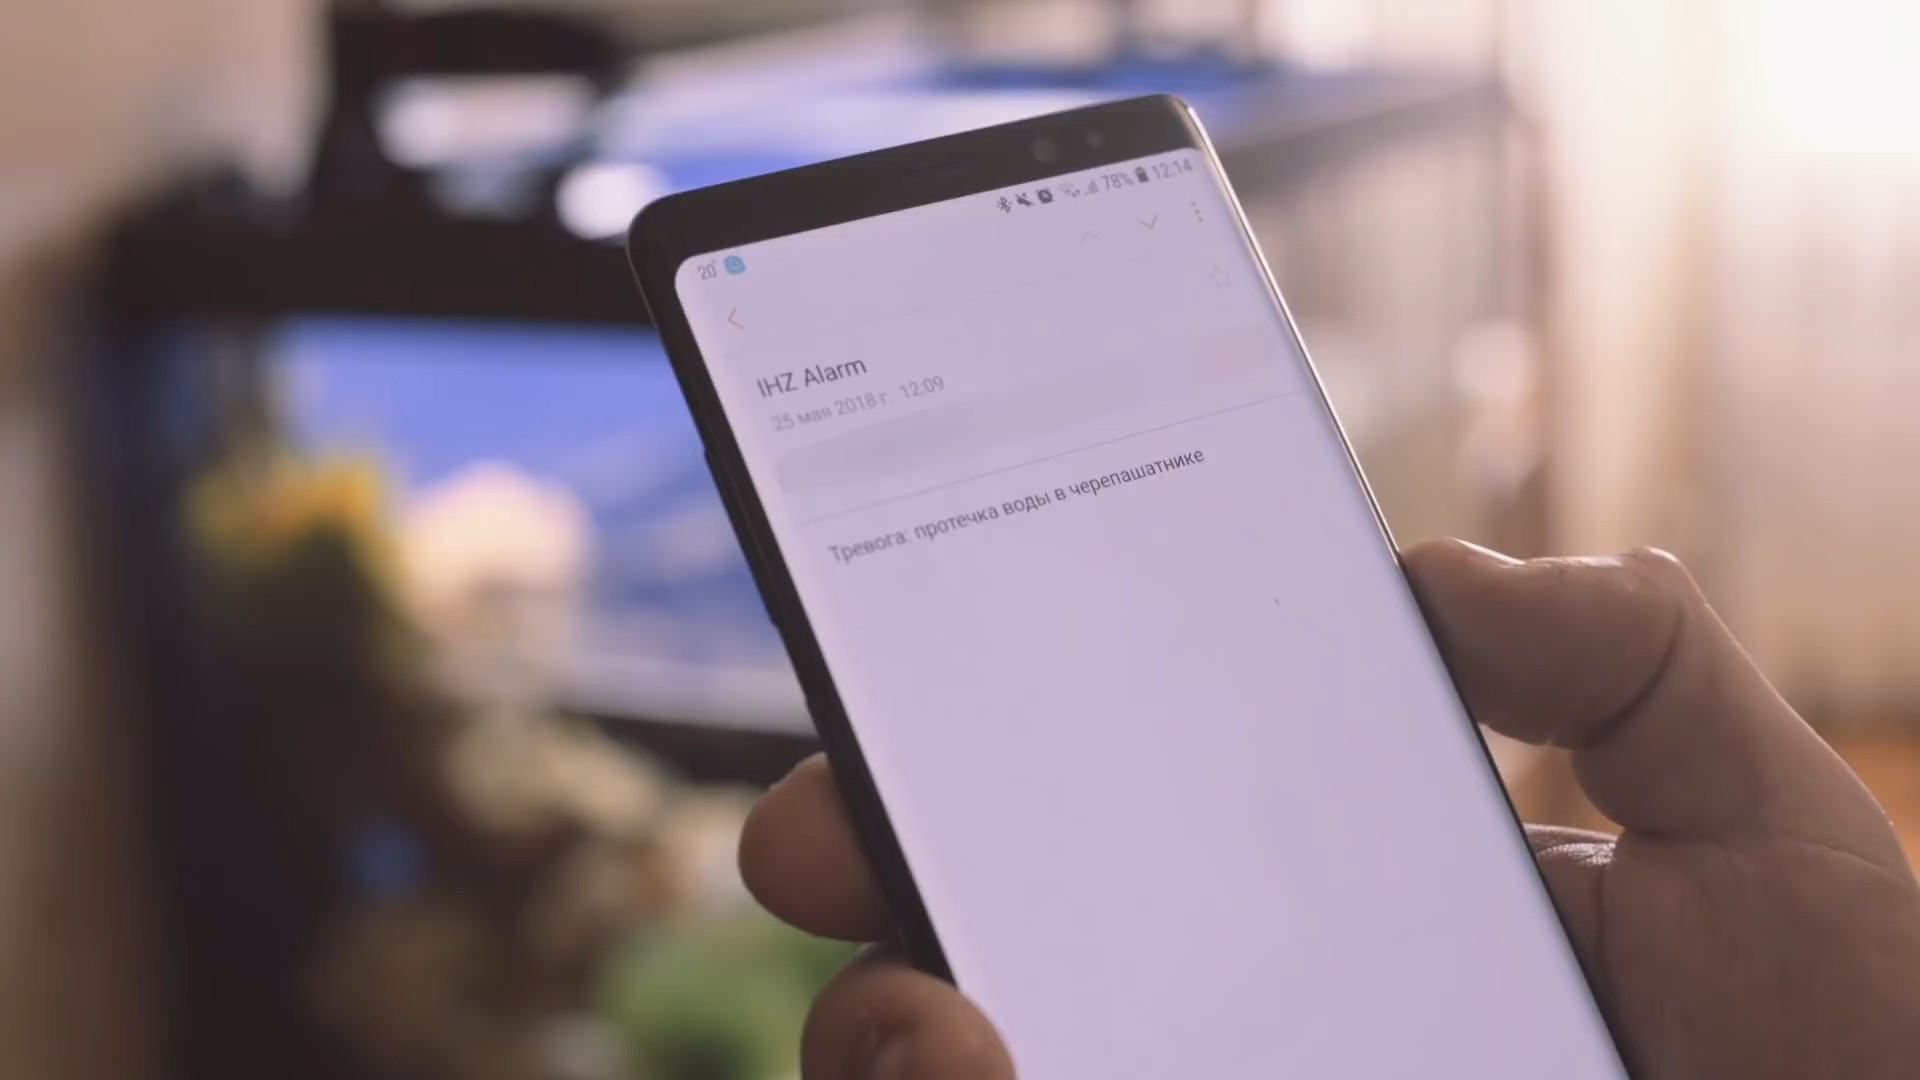 78% 12:14
20°
IHZ Alarm
25 мая 2018 г. 12:09
Тревога: протечка воды в черепашатнике